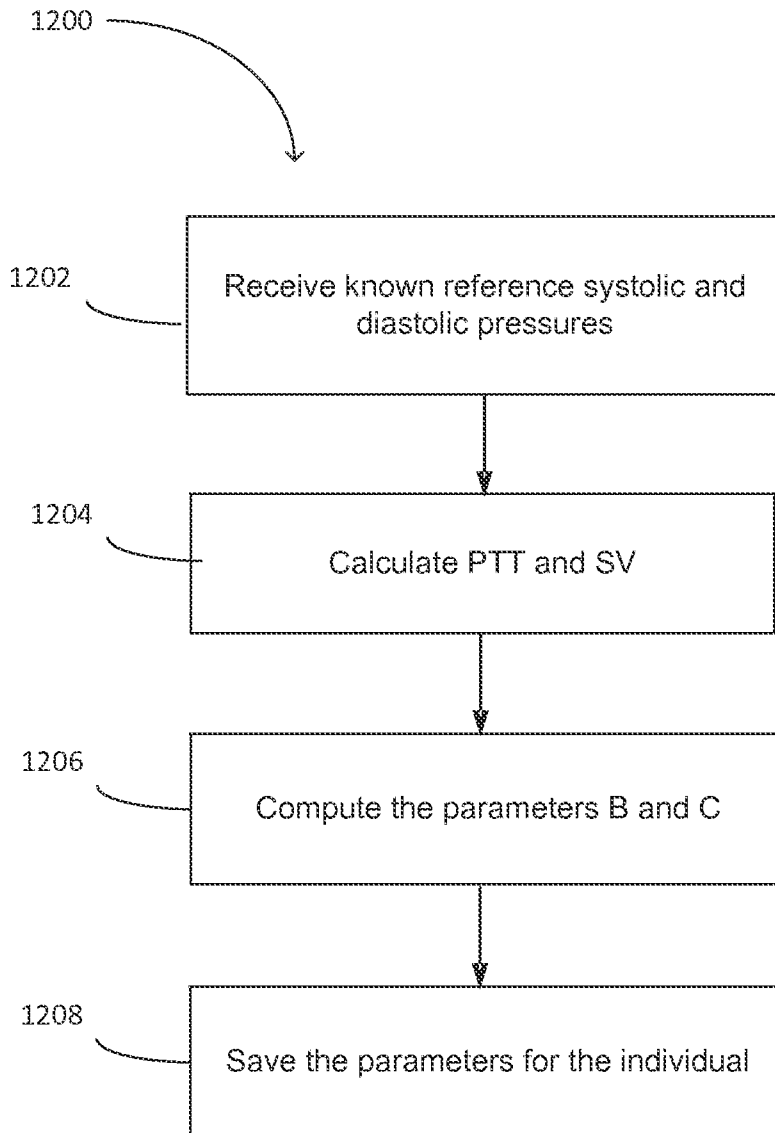 1200
1202
Receive known reference systolic and
diastolic pressures
1204
Calculate PTT and SV
1206
Compute the parameters B and C
1208
Save the parameters for the individual